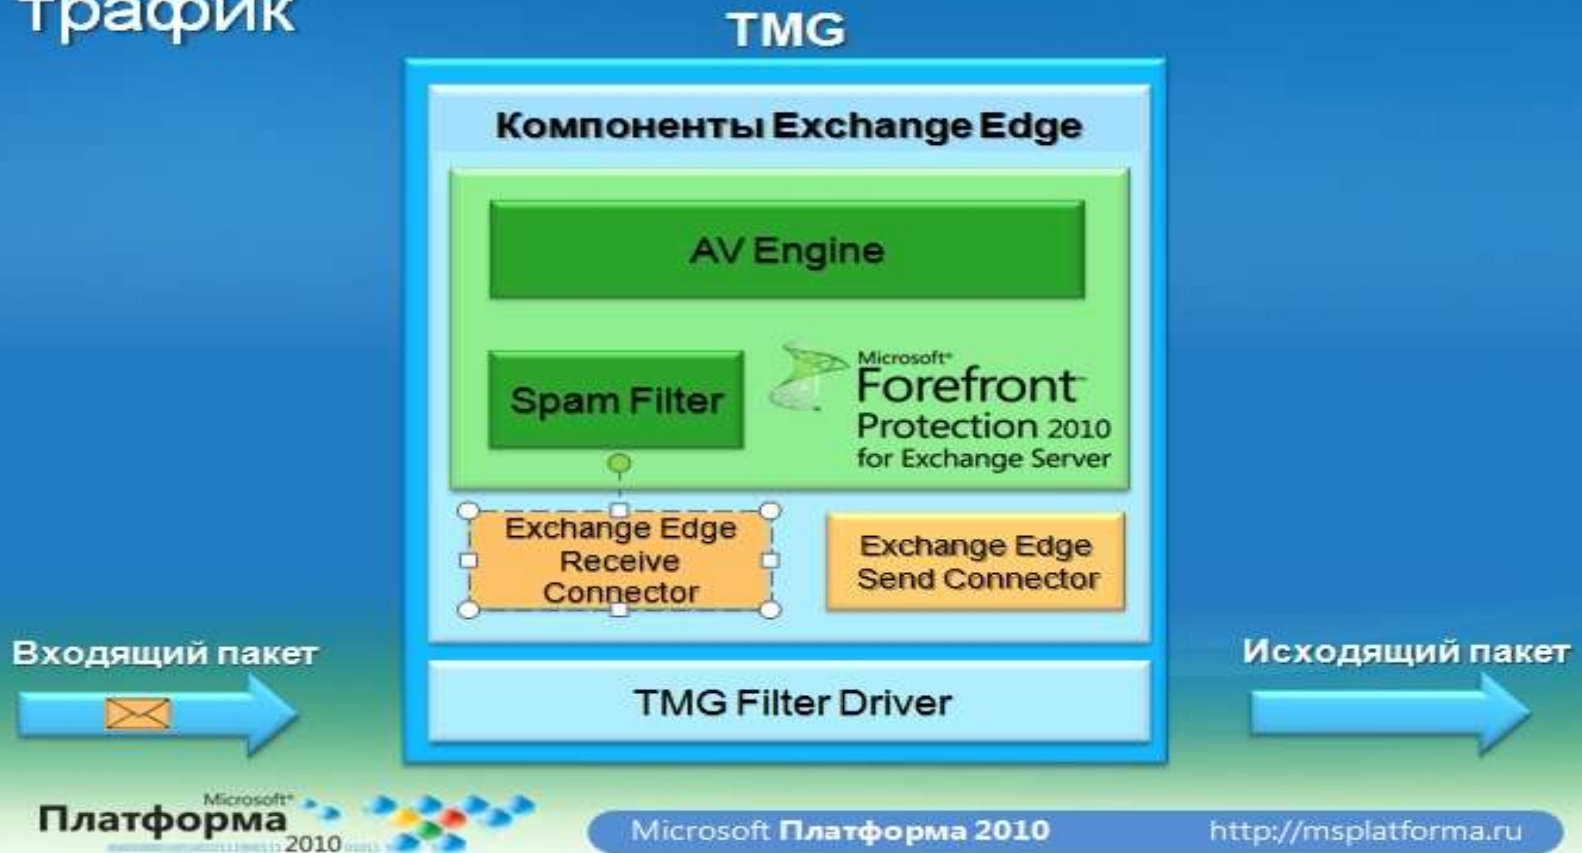 трафик
TMG
Компоненты Exchange Edge
AV Engine
Spam Filter
Microsoft®
Forefront™
Protection 2010
for Exchange Server
Exchange Edge
Receive
Connector
Exchange Edge
Send Connector
Входящий пакет
Исходящий пакет
TMG Filter Driver
Microsoft®
Платформа
2010
Microsoft Платформа 2010
http://msplatforma.ru